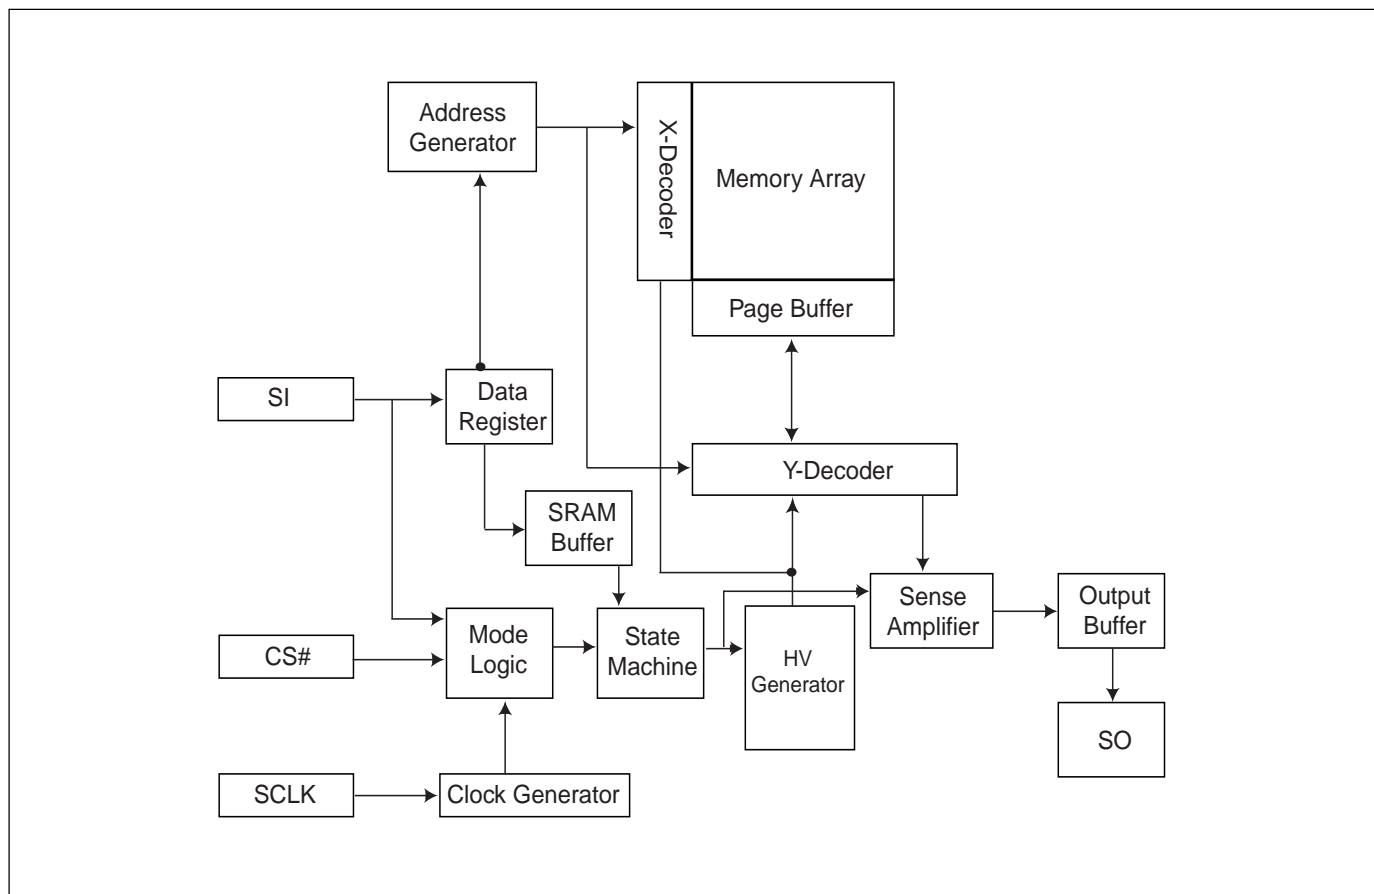 Address
Generator
X-Decoder
Memory Array
Page Buffer
SI
Data
Register
Y-Decoder
SRAM
Buffer
Sense
Amplifier
Output
Buffer
Mode
Logic
State
Machine
CS#
HV
Generator
SO
SCLK
Clock Generator